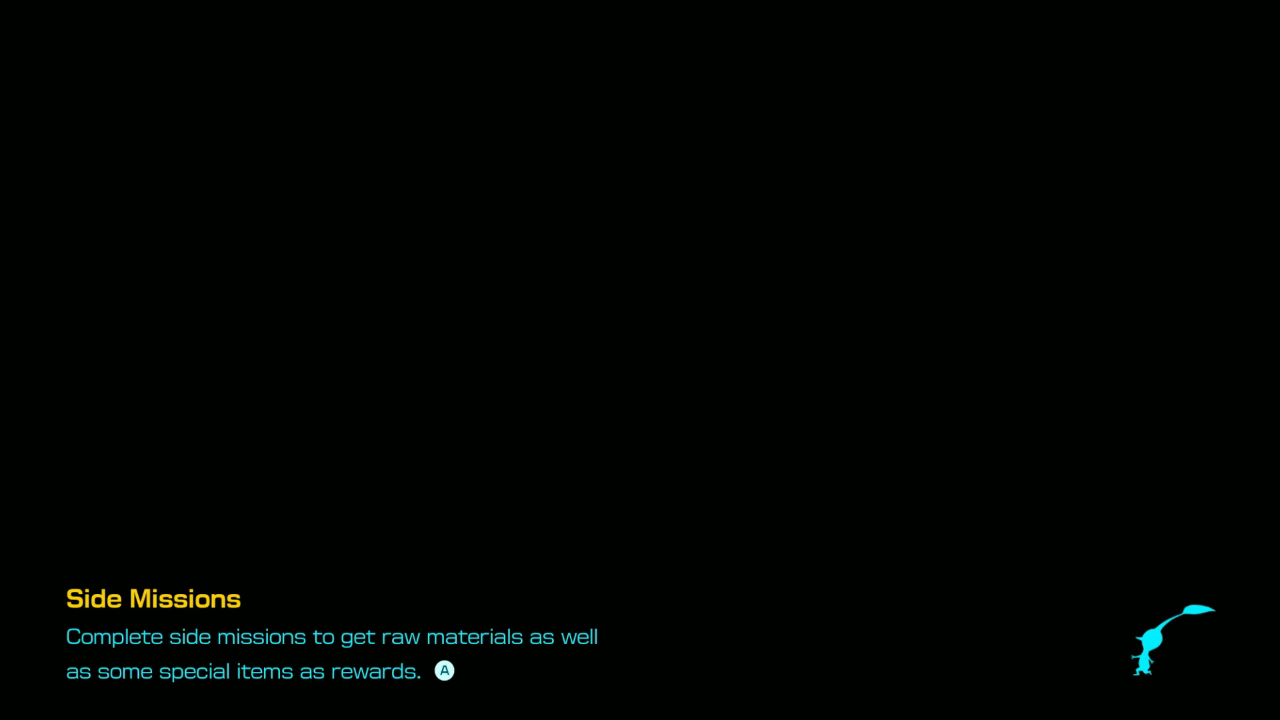 Side Missions
Complete side missions to get raw materials as well
as some special items as rewards. A